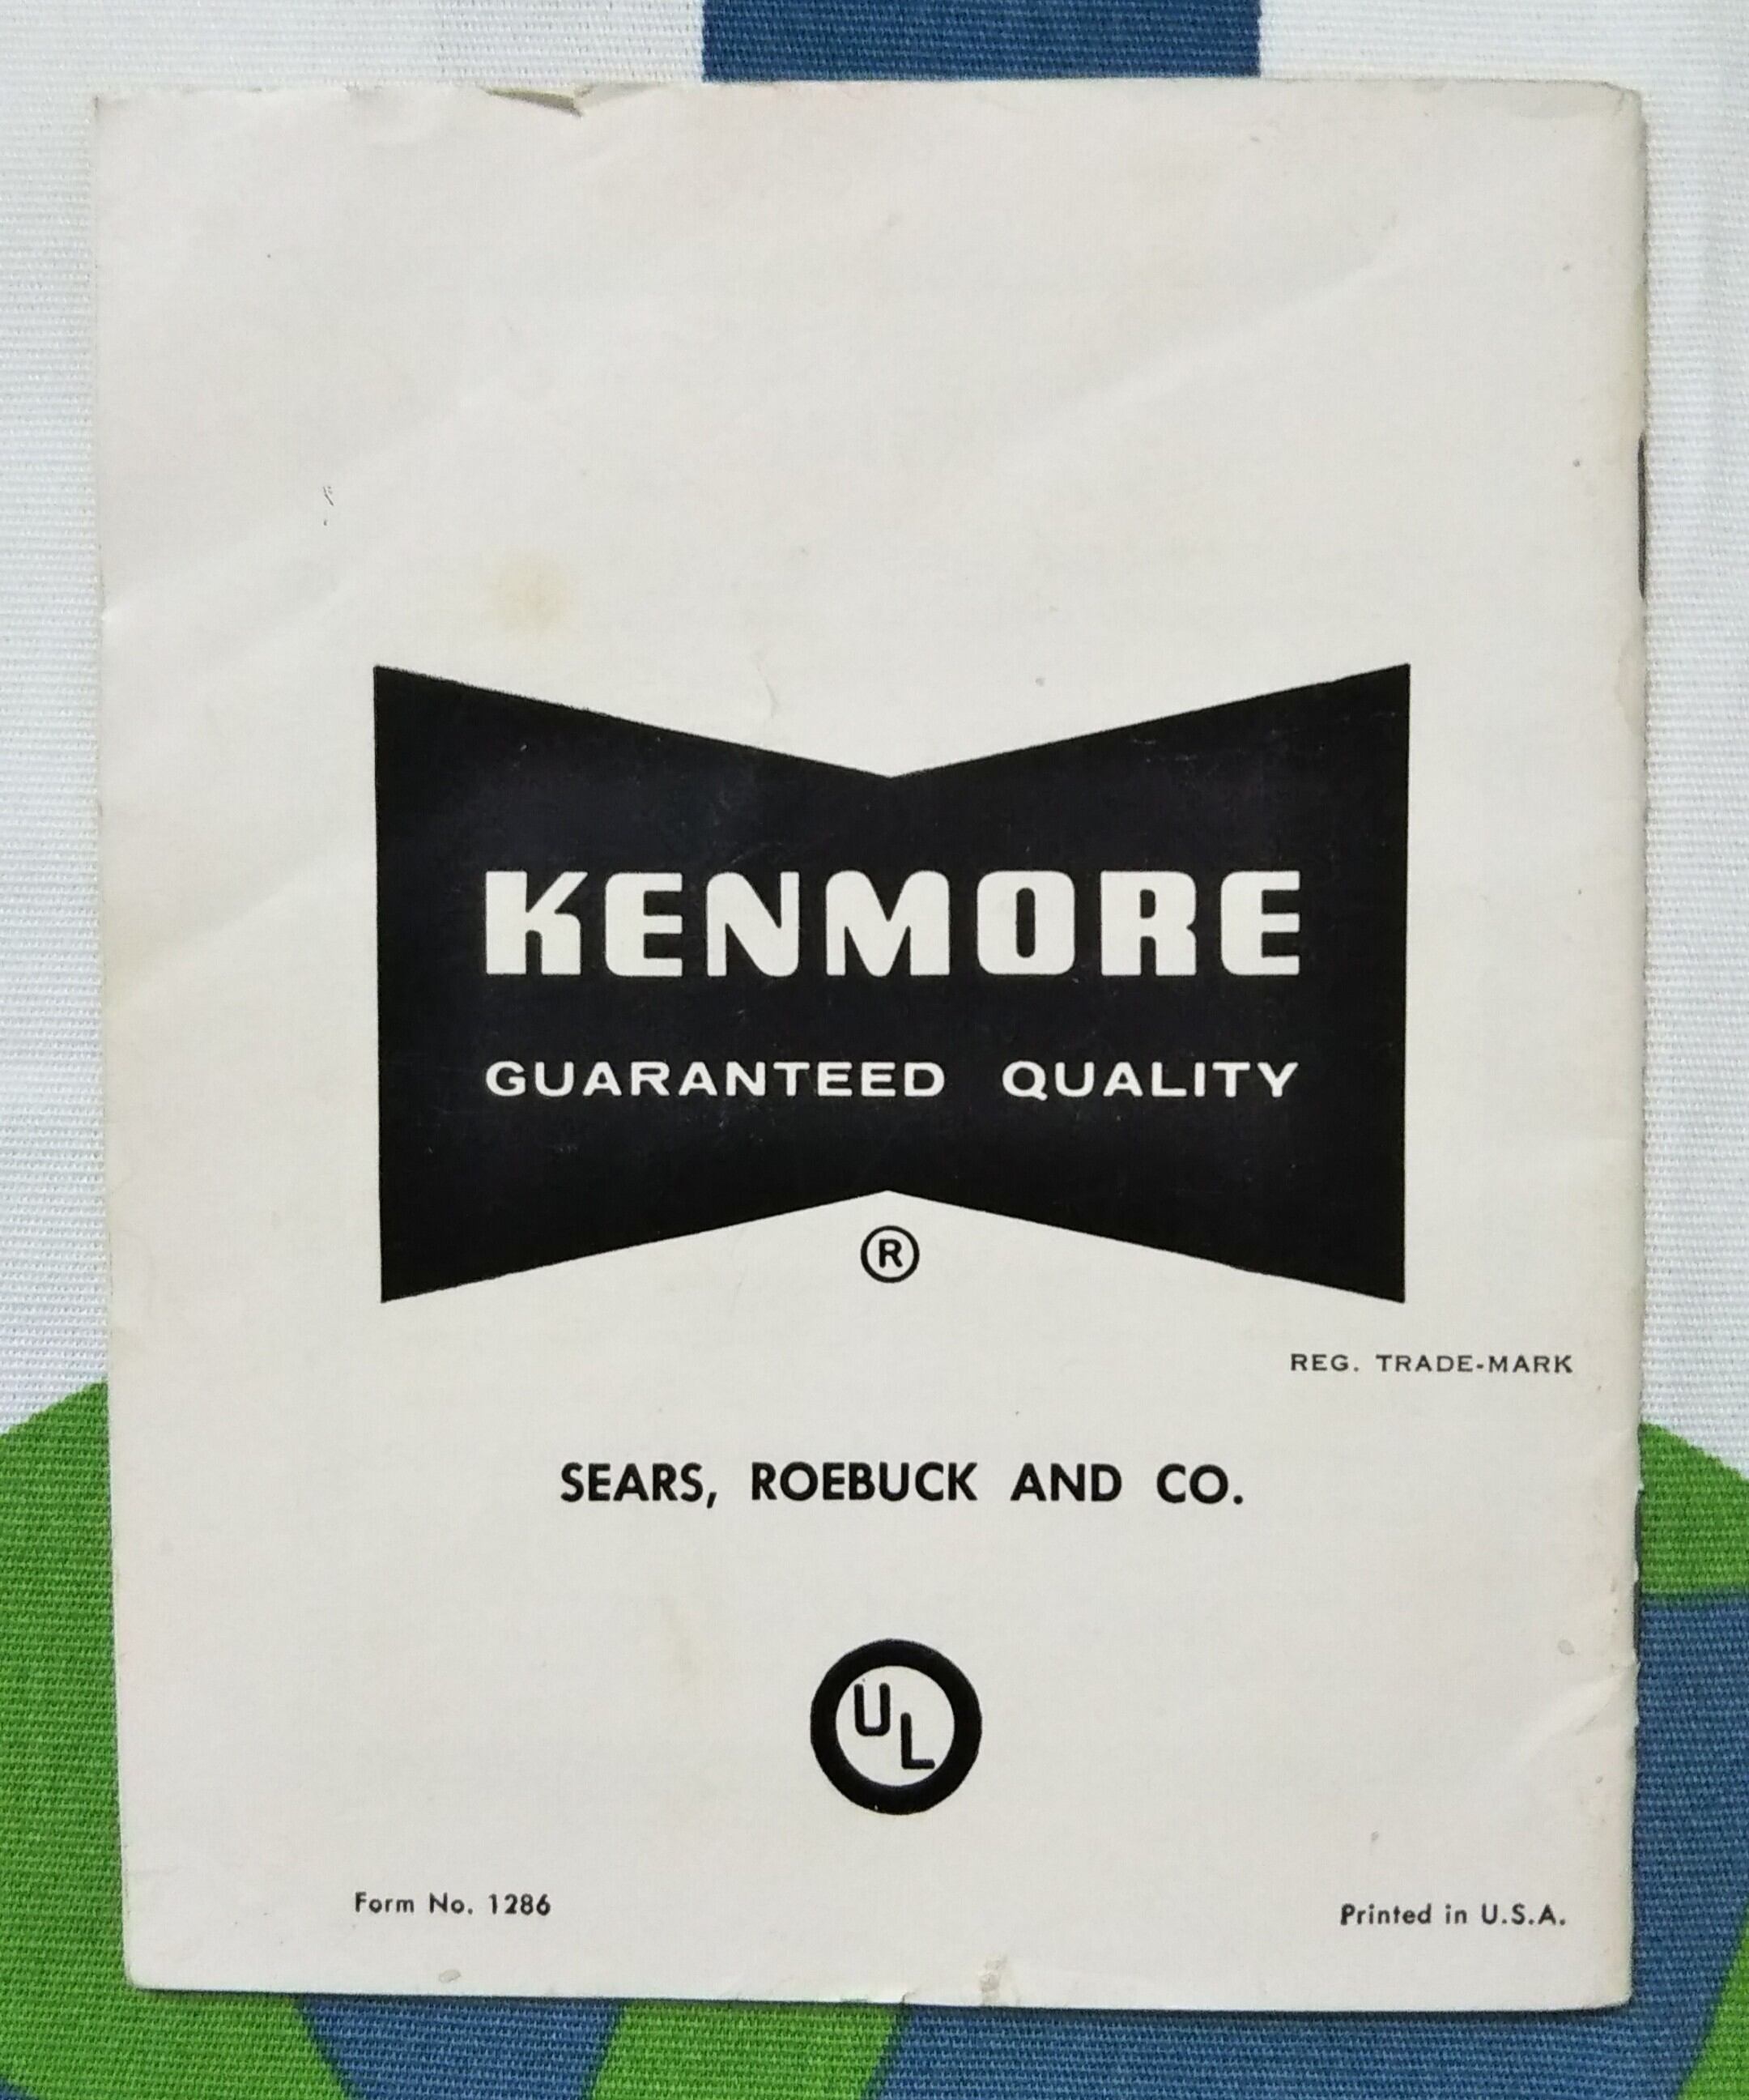 KENMORE
GUARANTEED QUALITY
®
REG. TRADE-MARK
SEARS, ROEBUCK AND CO.
UL
Form No. 1286
Printed in U.S.A.